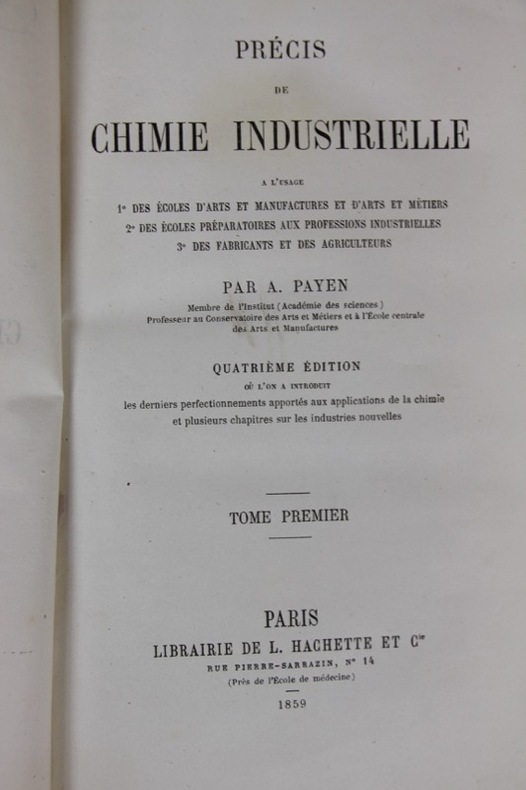 PRÉCIS
DE
CHIMIE INDUSTRIELLE
A L'USAGE
1° DES ÉCOLES D'ARTS ET MANUFACTURES ET D'ARTS ET MÉTIERS
2° DES ÉCOLES PRÉPARATOIRES AUX PROFESSIONS INDUSTRIELLES
3° DES FABRICANTS ET DES AGRICULTEURS
PAR A. PAYEN
Membre de l'Institut (Académie des sciences)
Professeur au Conservatoire des Arts et Métiers et à l'École centrale
des Arts et Manufactures
QUATRIÈME ÉDITION
OÙ L'ON A INTRODUIT
les derniers perfectionnements apportés aux applications de la chimie
et plusieurs chapitres sur les industries nouvelles
TOME PREMIER
PARIS
LIBRAIRIE DE L. HACHETTE ET Cie
RUE PIERRE-SARRAZIN, N° 14
(Près de l'École de médecine)
1859